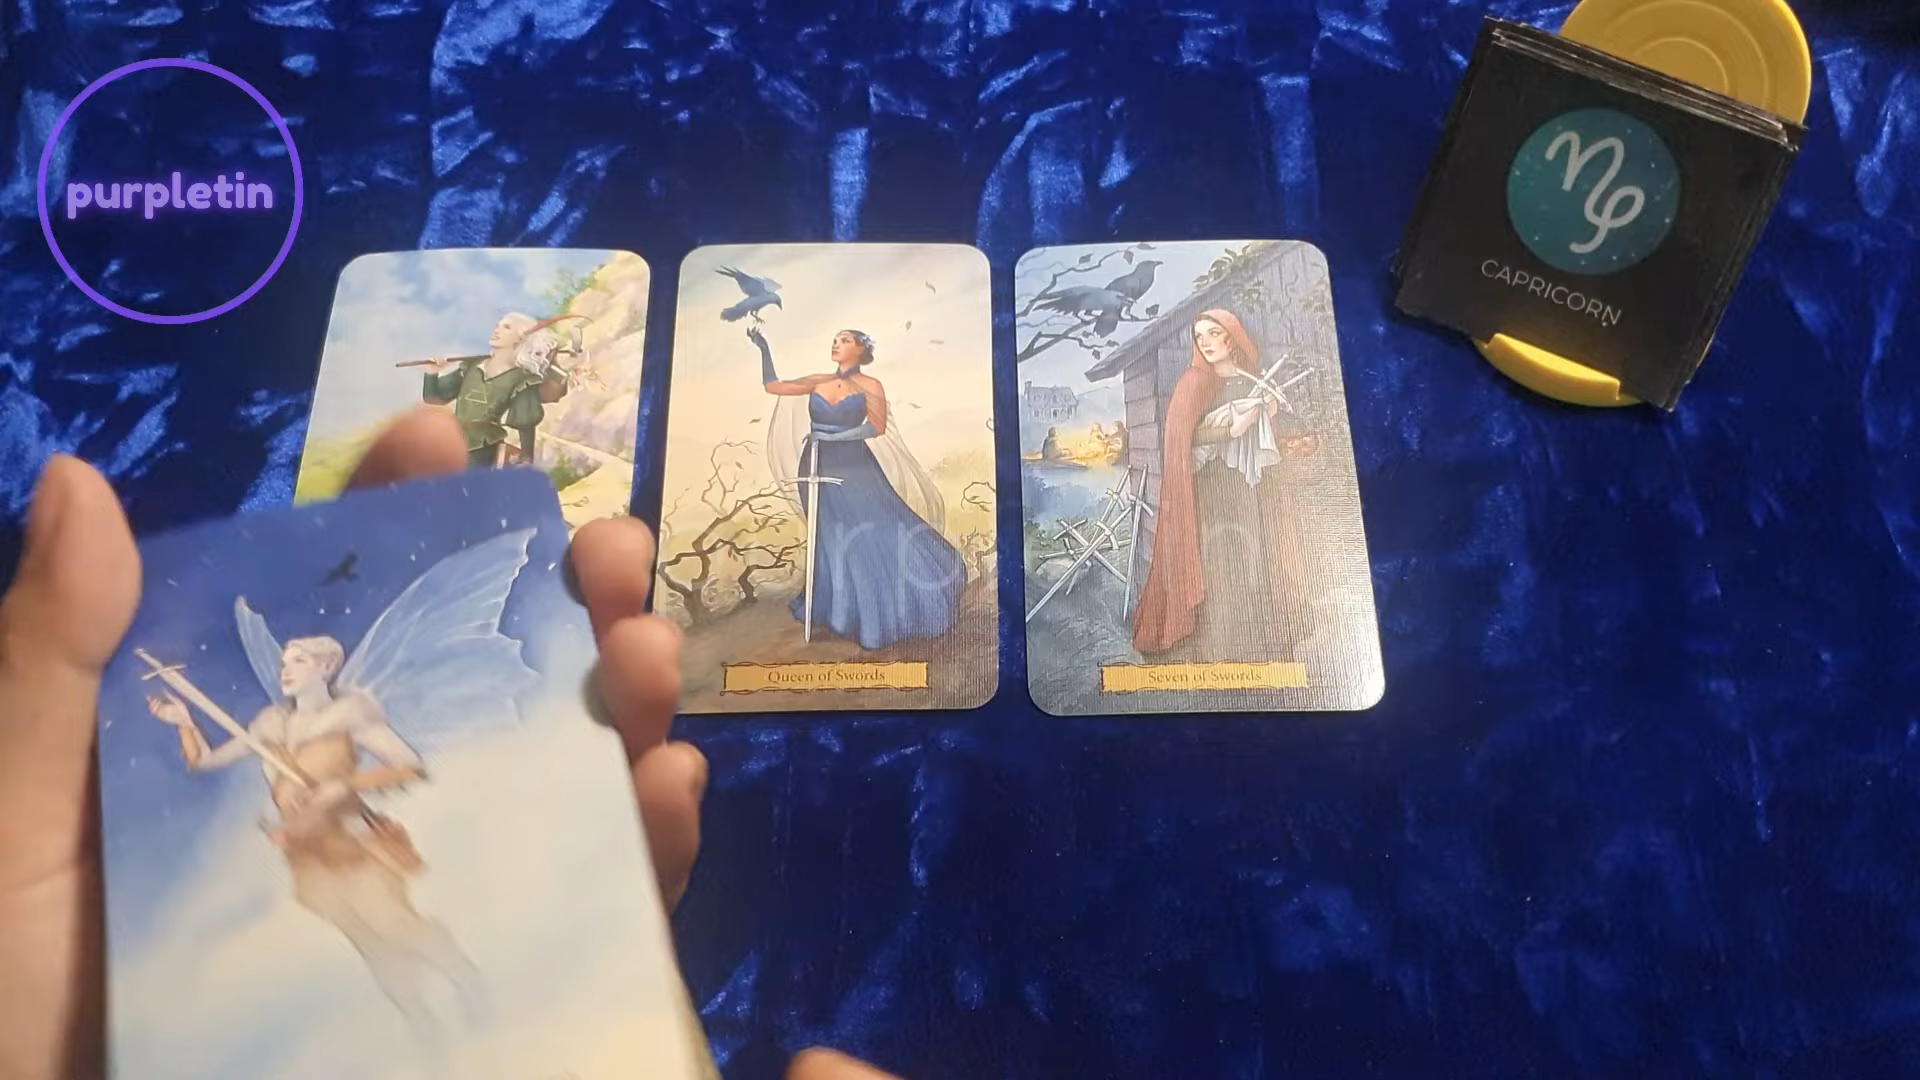 purpletin
CAPRICORN
Queen of Swords
Seven of Swords